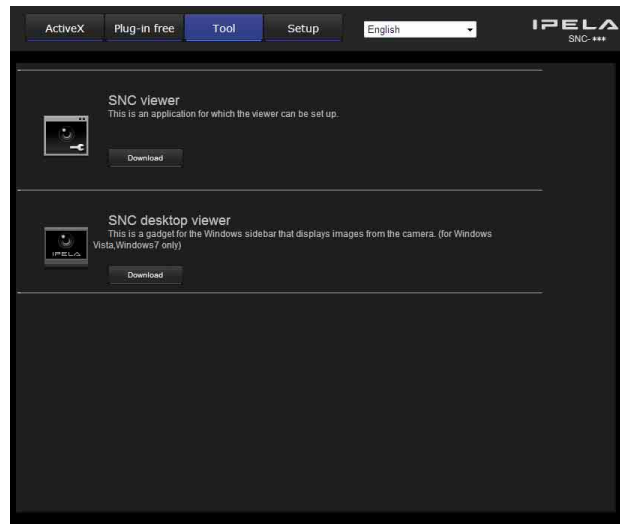 ActiveX Plug-in free Tool Setup English IPELA
SNC-***
SNC viewer
This is an application for which the viewer can be set up.
Download
SNC desktop viewer
This is a gadget for the Windows sidebar that displays images from the camera. (for Windows
Vista,Windows7 only)
IPELA
Download